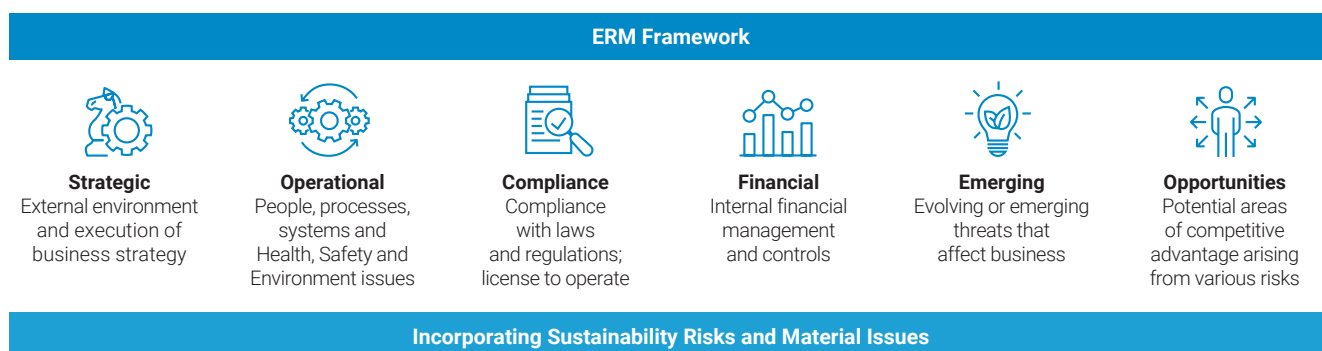 ERM Framework
Strategic
External environment
and execution of
business strategy
Operational
People, processes,
systems and
Health, Safety and
Environment issues
Compliance
Compliance
with laws
and regulations;
license to operate
Financial
Internal financial
management
and controls
Emerging
Evolving or emerging
threats that
affect business
Opportunities
Potential areas
of competitive
advantage arising
from various risks
Incorporating Sustainability Risks and Material Issues